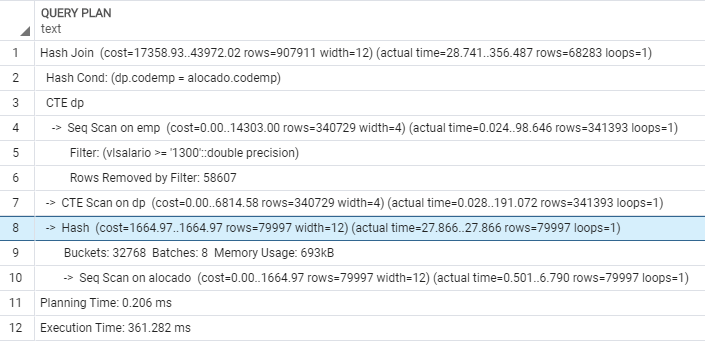 QUERY PLAN
text
1 Hash Join (cost=17358.93..43972.02 rows=907911 width=12) (actual time=28.741..356.487 rows=68283 loops=1)
2 Hash Cond: (dp.codemp = alocado.codemp)
3 CTE dp
4 -> Seq Scan on emp (cost=0.00..14303.00 rows=340729 width=4) (actual time=0.024..98.646 rows=341393 loops=1)
5 Filter: (vlsalario >= '1300'::double precision)
6 Rows Removed by Filter: 58607
7 -> CTE Scan on dp (cost=0.00..6814.58 rows=340729 width=4) (actual time=0.028..191.072 rows=341393 loops=1)
8 -> Hash (cost=1664.97..1664.97 rows=79997 width=12) (actual time=27.866..27.866 rows=79997 loops=1)
9 Buckets: 32768 Batches: 8 Memory Usage: 693kB
10 -> Seq Scan on alocado (cost=0.00..1664.97 rows=79997 width=12) (actual time=0.501..6.790 rows=79997 loops=1)
11 Planning Time: 0.206 ms
12 Execution Time: 361.282 ms